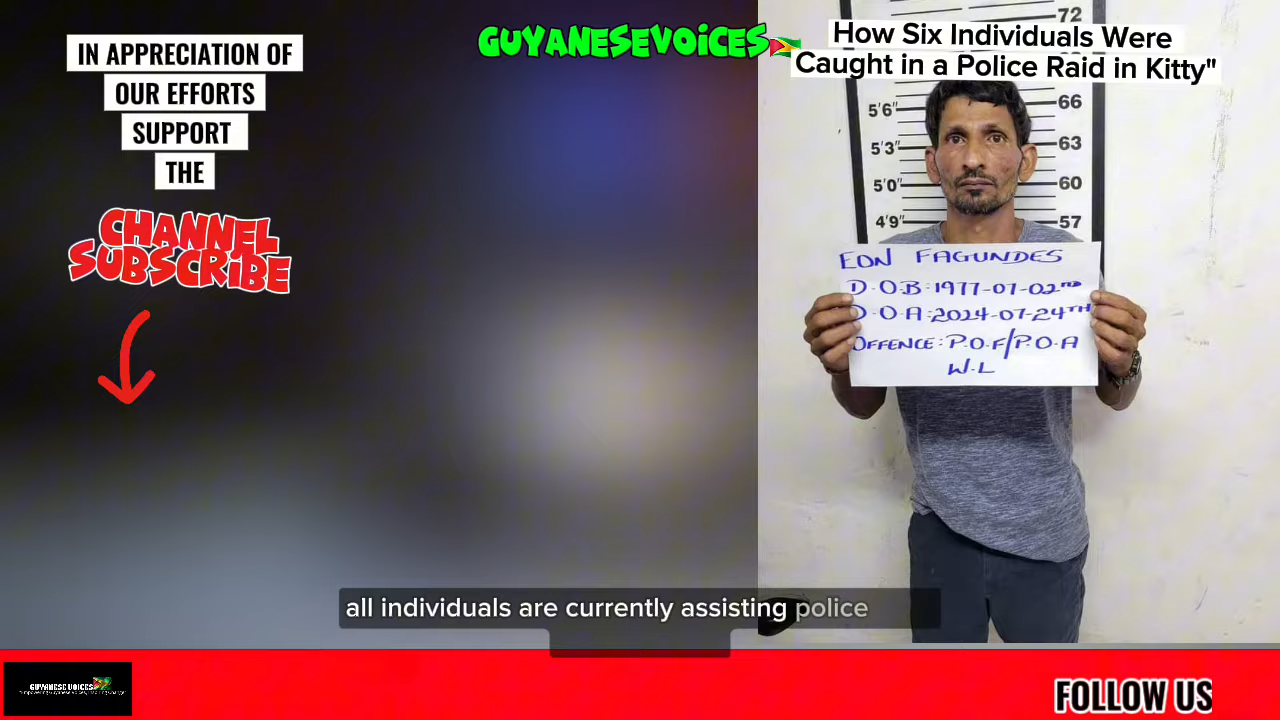 IN APPRECIATION OF
OUR EFFORTS
SUPPORT
THE
CHANNEL
SUBSCRIBE
GUYANESEVOiCES
How Six Individuals Were
Caught in a Police Raid in Kitty"
72
5'6" 66
5'3" 63
5'0" 60
4'9" 57
EON FAGUNDES
D.O.B:1977-07-02ND
D.O.A:2024-07-24TH
OFFENCE: P.O.F/P.O.A
W.L
all individuals are currently assisting police
GUYANESEVOICES
FOLLOW US